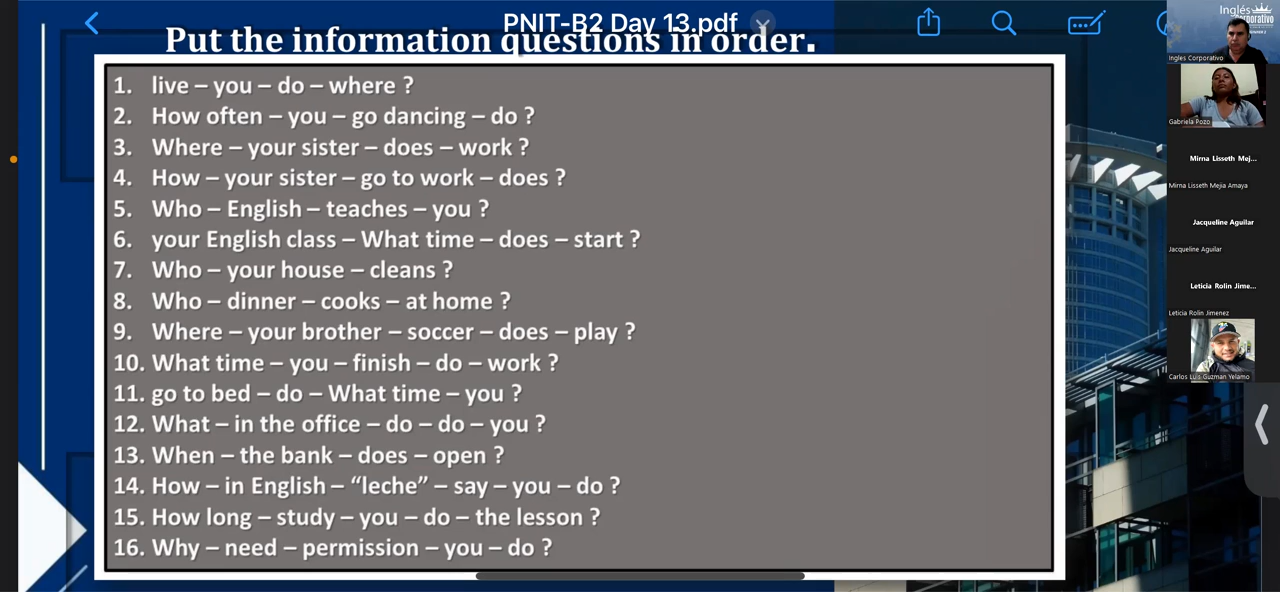 PNIT-B2 Day 13.pdf
Put the information questions in order.
1. live – you – do – where ?
2. How often – you – go dancing – do ?
3. Where – your sister – does – work ?
4. How – your sister – go to work – does ?
5. Who – English – teaches – you ?
6. your English class – What time – does – start ?
7. Who – your house – cleans ?
8. Who – dinner – cooks – at home ?
9. Where – your brother – soccer – does – play ?
10. What time – you – finish – do – work ?
11. go to bed – do – What time – you ?
12. What – in the office – do – do – you ?
13. When – the bank – does – open ?
14. How – in English – “leche” – say – you – do ?
15. How long – study – you – do – the lesson ?
16. Why – need – permission – you – do ?
Inglés
Corporativo
Ingles Corporativo
Gabriela Pozo
Mirna Lisseth Mej...
Mirna Lisseth Mejia Amaya
Jacqueline Aguilar
Jacqueline Aguilar
Leticia Rolin Jime...
Leticia Rolin Jimenez
Carlos Luis Guzman Yelamo